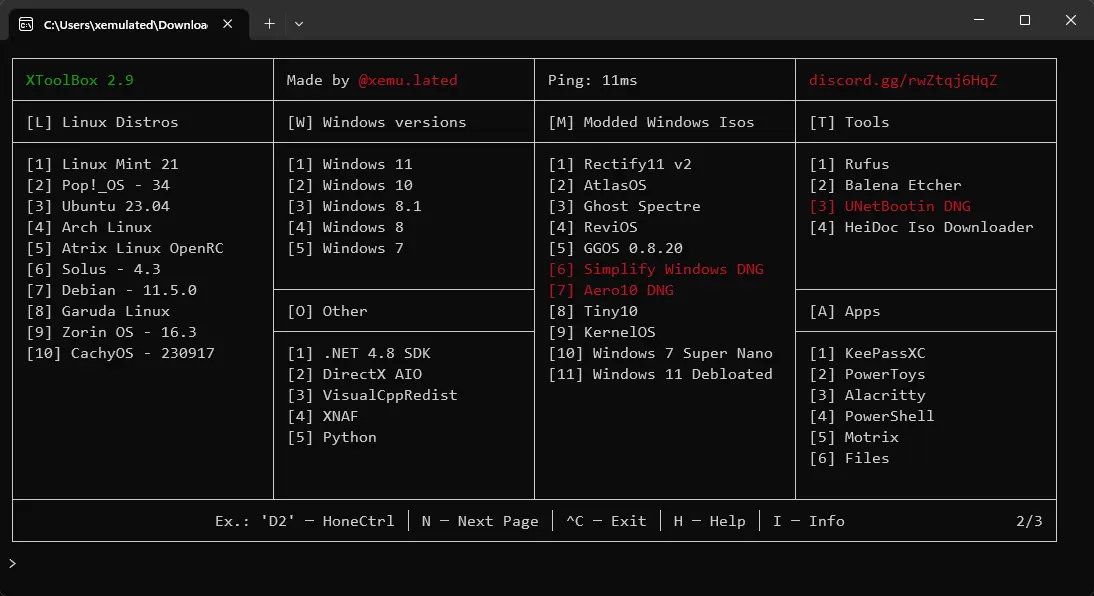 C:\Users\xemulated\Downloa
XToolBox 2.9
Made by @xemu.lated
Ping: 11ms
discord.gg/rwZtqj6HqZ
[L] Linux Distros
[1] Linux Mint 21
[2] Pop!_OS - 34
[3] Ubuntu 23.04
[4] Arch Linux
[5] Atrix Linux OpenRC
[6] Solus - 4.3
[7] Debian - 11.5.0
[8] Garuda Linux
[9] Zorin OS - 16.3
[10] CachyOS - 230917
[W] Windows versions
[1] Windows 11
[2] Windows 10
[3] Windows 8.1
[4] Windows 8
[5] Windows 7
[O] Other
[1] .NET 4.8 SDK
[2] DirectX AIO
[3] VisualCppRedist
[4] XNAF
[5] Python
[M] Modded Windows Isos
[1] Rectify11 v2
[2] AtlasOS
[3] Ghost Spectre
[4] ReviOS
[5] GGOS 0.8.20
[6] Simplify Windows DNG
[7] Aero10 DNG
[8] Tiny10
[9] KernelOS
[10] Windows 7 Super Nano
[11] Windows 11 Debloated
[T] Tools
[1] Rufus
[2] Balena Etcher
[3] UNetBootin DNG
[4] HeiDoc Iso Downloader
[A] Apps
[1] KeePassXC
[2] PowerToys
[3] Alacritty
[4] PowerShell
[5] Motrix
[6] Files
Ex.: 'D2' — HoneCtrl │ N — Next Page │ ^C — Exit │ H — Help │ I — Info 2/3
>